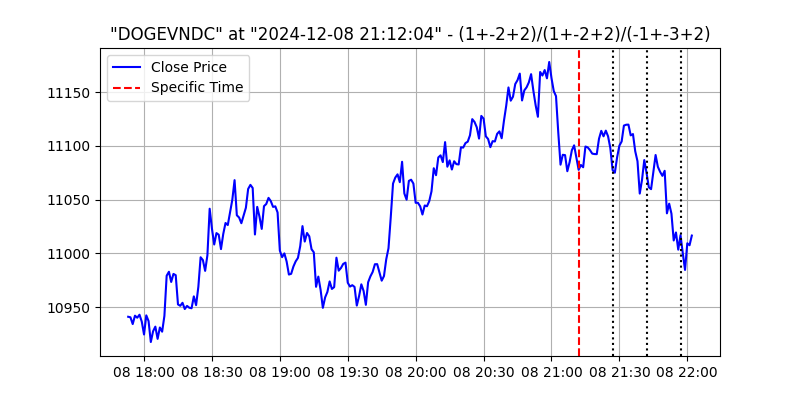 "DOGEVNDC" at "2024-12-08 21:12:04" - (1+-2+2)/(1+-2+2)/(-1+-3+2)
Close Price
Specific Time
11150
11100
11050
11000
10950
08 18:00 08 18:30 08 19:00 08 19:30 08 20:00 08 20:30 08 21:00 08 21:30 08 22:00